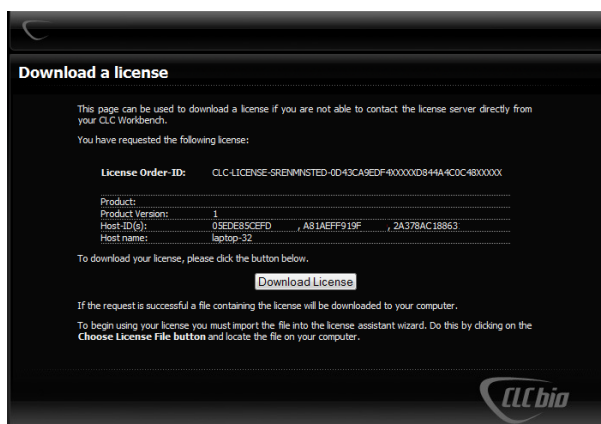 Download a license
This page can be used to download a license if you are not able to contact the license server directly from
your CLC Workbench.
You have requested the following license:
License Order-ID: CLC-LICENSE-SRENMNSTED-0D43CA9EDF4XXXXXD844A4C0C48XXXXX
Product:
Product Version: 1
Host-ID(s): 05EDE85CEFD , A81AEFF919F , 2A378AC18863
Host name: laptop-32
To download your license, please click the button below.
Download License
If the request is successful a file containing the license will be downloaded to your computer.
To begin using your license you must import the file into the license assistant wizard. Do this by clicking on the
Choose License File button and locate the file on your computer.
CLC bio